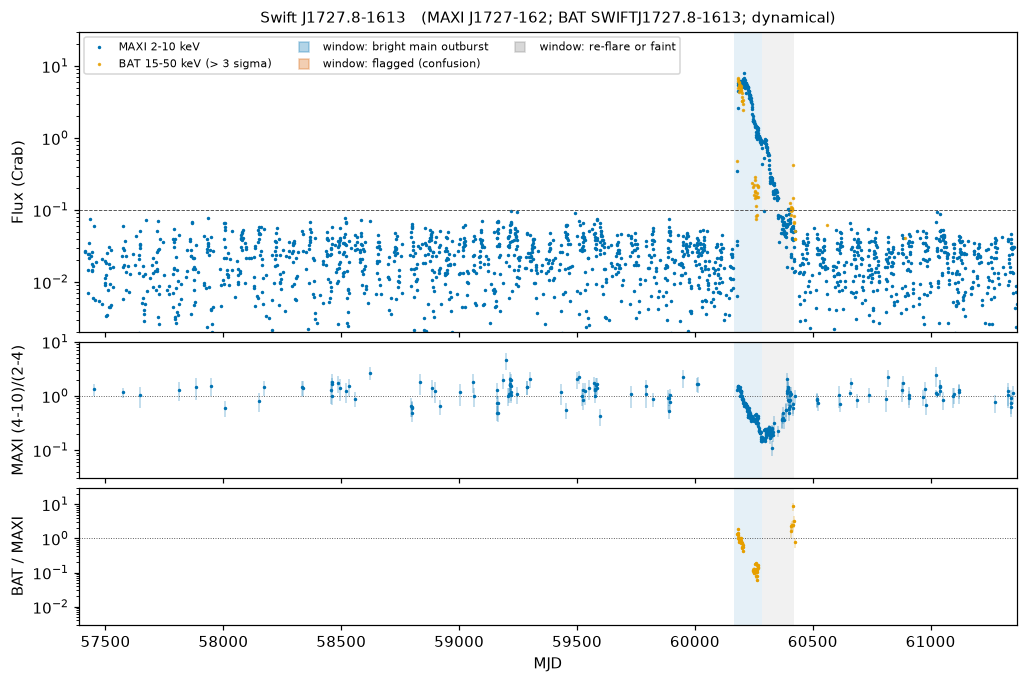 Swift J1727.8-1613   (MAXI J1727-162; BAT SWIFTJ1727.8-1613; dynamical)
MAXI 2-10 keV
BAT 15-50 keV (> 3 sigma)
window: bright main outburst
window: flagged (confusion)
window: re-flare or faint
Flux (Crab)
10^1
10^0
10^-1
10^-2
MAXI (4-10)/(2-4)
10^1
10^0
10^-1
BAT / MAXI
10^1
10^0
10^-1
10^-2
57500 58000 58500 59000 59500 60000 60500 61000
MJD